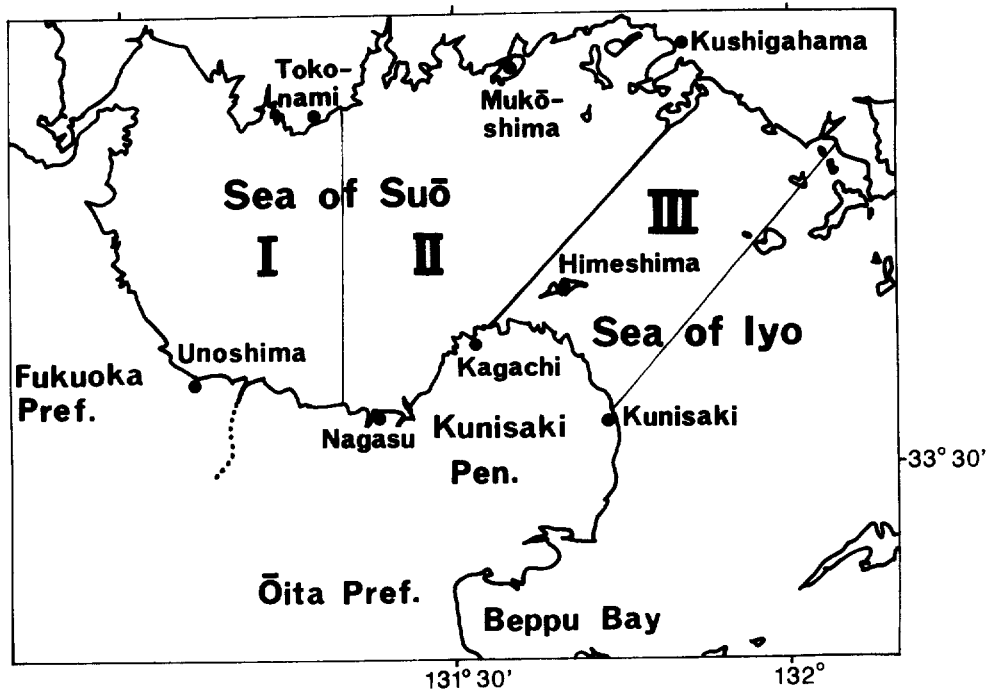 Kushigahama
Toko-
nami
Mukō-
shima
Sea of Suō
I
II
III
Himeshima
Sea of Iyo
Unoshima
Kagachi
Fukuoka
Pref.
Nagasu
Kunisaki
Pen.
Kunisaki
33° 30'
Ōita Pref.
Beppu Bay
131° 30'
132°